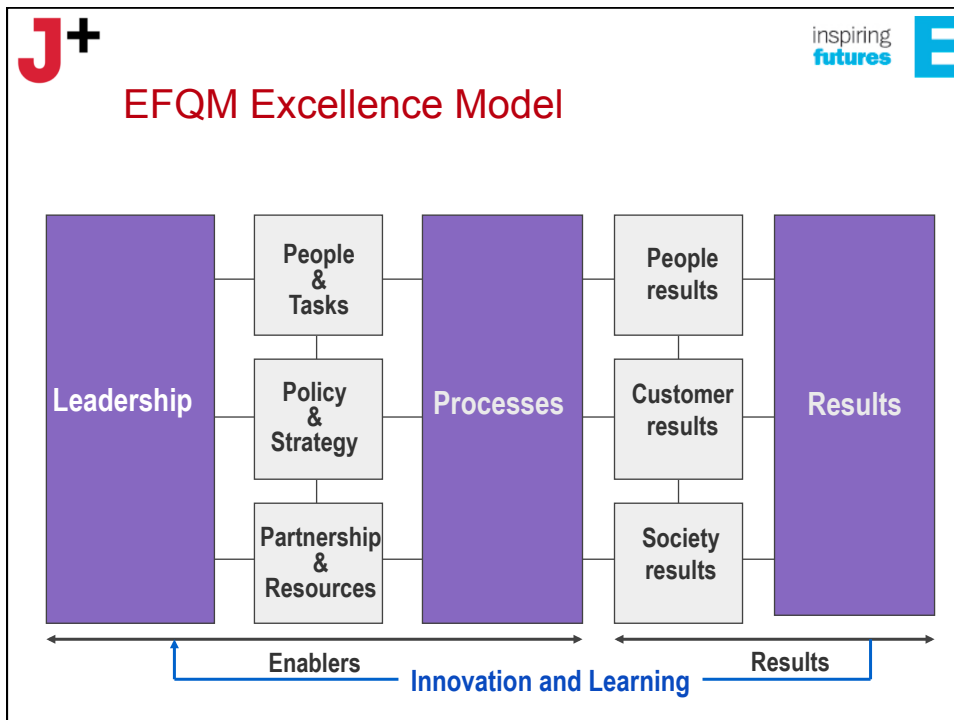 J+
inspiring
futures
E
EFQM Excellence Model
Leadership
People
&
Tasks
Policy
&
Strategy
Partnership
&
Resources
Processes
People
results
Customer
results
Society
results
Results
Enablers
Results
Innovation and Learning